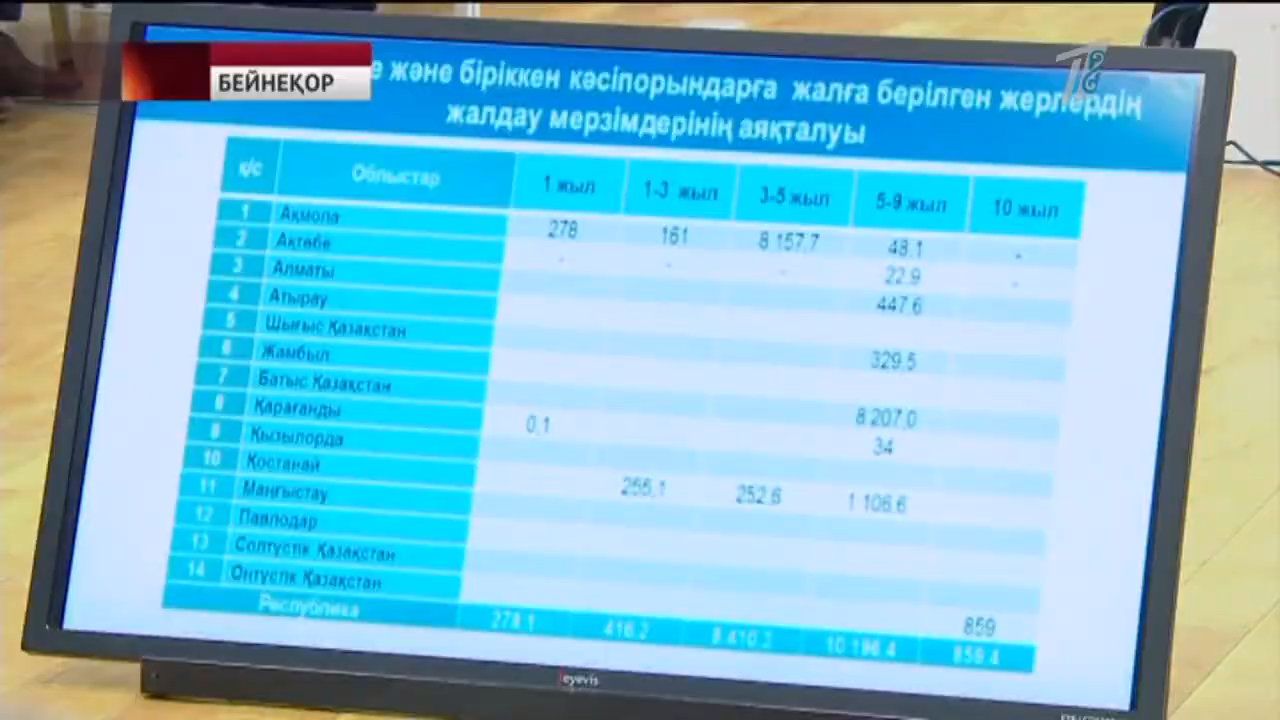 БЕЙНЕҚОР
е және біріккен кәсіпорындарға жалға берілген жерлердің
жалдау мерзімдерінің аяқталуы
қ/с Облыстар 1 жыл 1-3 жыл 3-5 жыл 5-9 жыл 10 жыл
1 Ақмола 278 161 8 157,7 48.1 -
2 Ақтөбе - - - 22.9 -
3 Алматы 447.6
4 Атырау
5 Шығыс Қазақстан 329.5
6 Жамбыл
7 Батыс Қазақстан 8 207,0
8 Қарағанды 0,1 34
9 Қызылорда
10 Қостанай 255,1 252,6 1 106,6
11 Маңғыстау
12 Павлодар
13 Солтүстік Қазақстан
14 Оңтүстік Қазақстан 859
Республика 278.1 416.2 8 410.3 10 196.4 859.4
eyevis